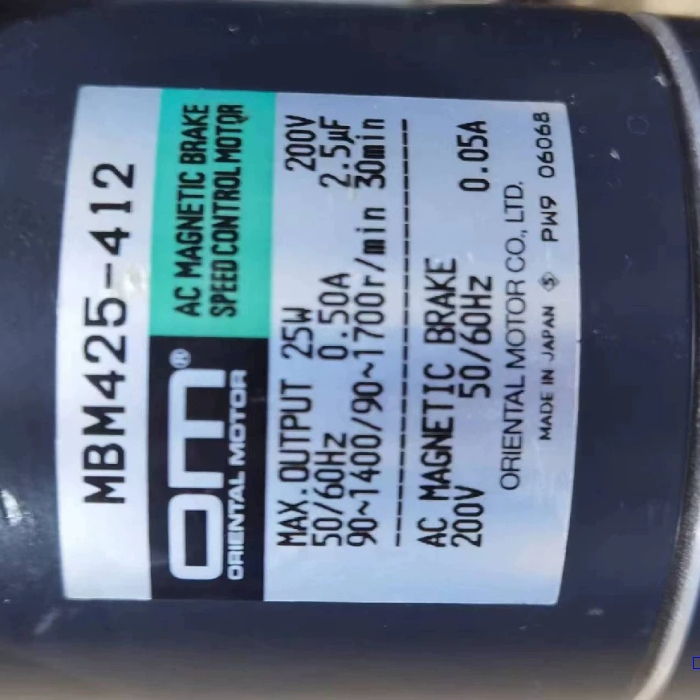 MBM425-412
om®
ORIENTAL MOTOR
AC MAGNETIC BRAKE
SPEED CONTROL MOTOR
MAX.OUTPUT 25W 200V
50/60Hz 0.50A 2.5μF
90~1400/90~1700r/min 30min
AC MAGNETIC BRAKE
200V 50/60Hz 0.05A
ORIENTAL MOTOR CO., LTD.
MADE IN JAPAN S PW9 06068